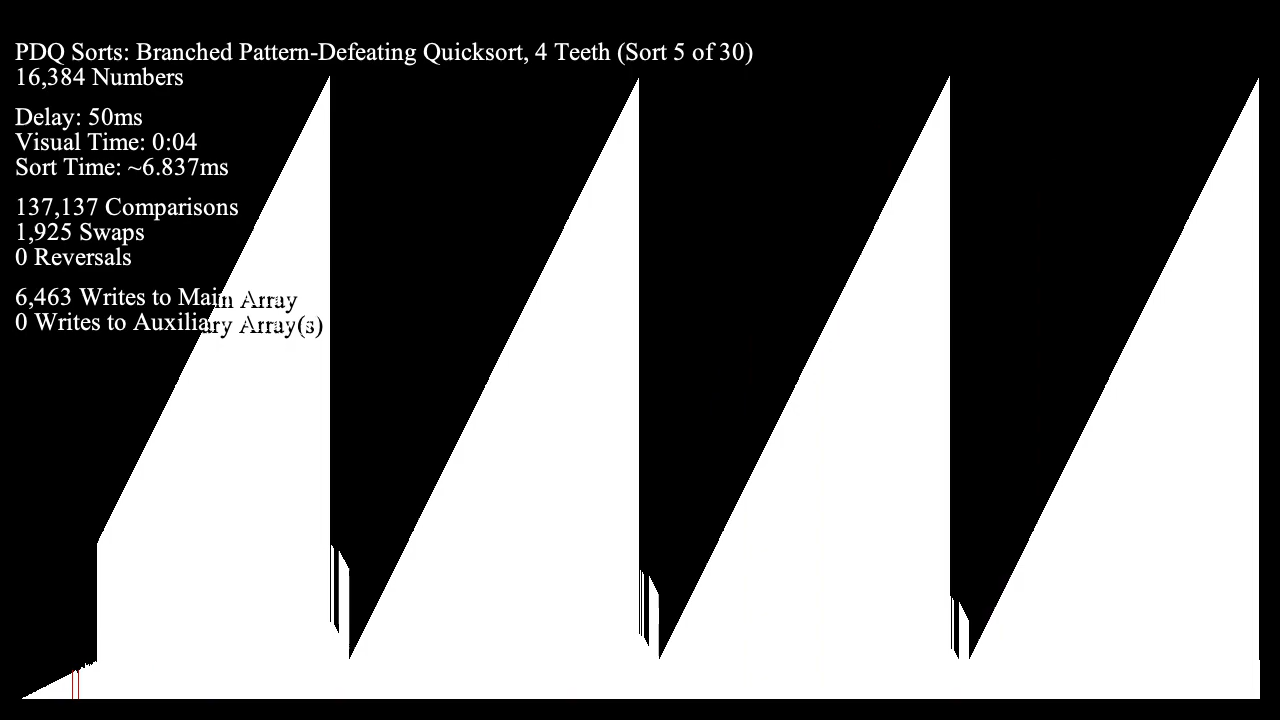 PDQ Sorts: Branched Pattern-Defeating Quicksort, 4 Teeth (Sort 5 of 30)
16,384 Numbers
Delay: 50ms
Visual Time: 0:04
Sort Time: ~6.837ms
137,137 Comparisons
1,925 Swaps
0 Reversals
6,463 Writes to Main Array
0 Writes to Auxiliary Array(s)